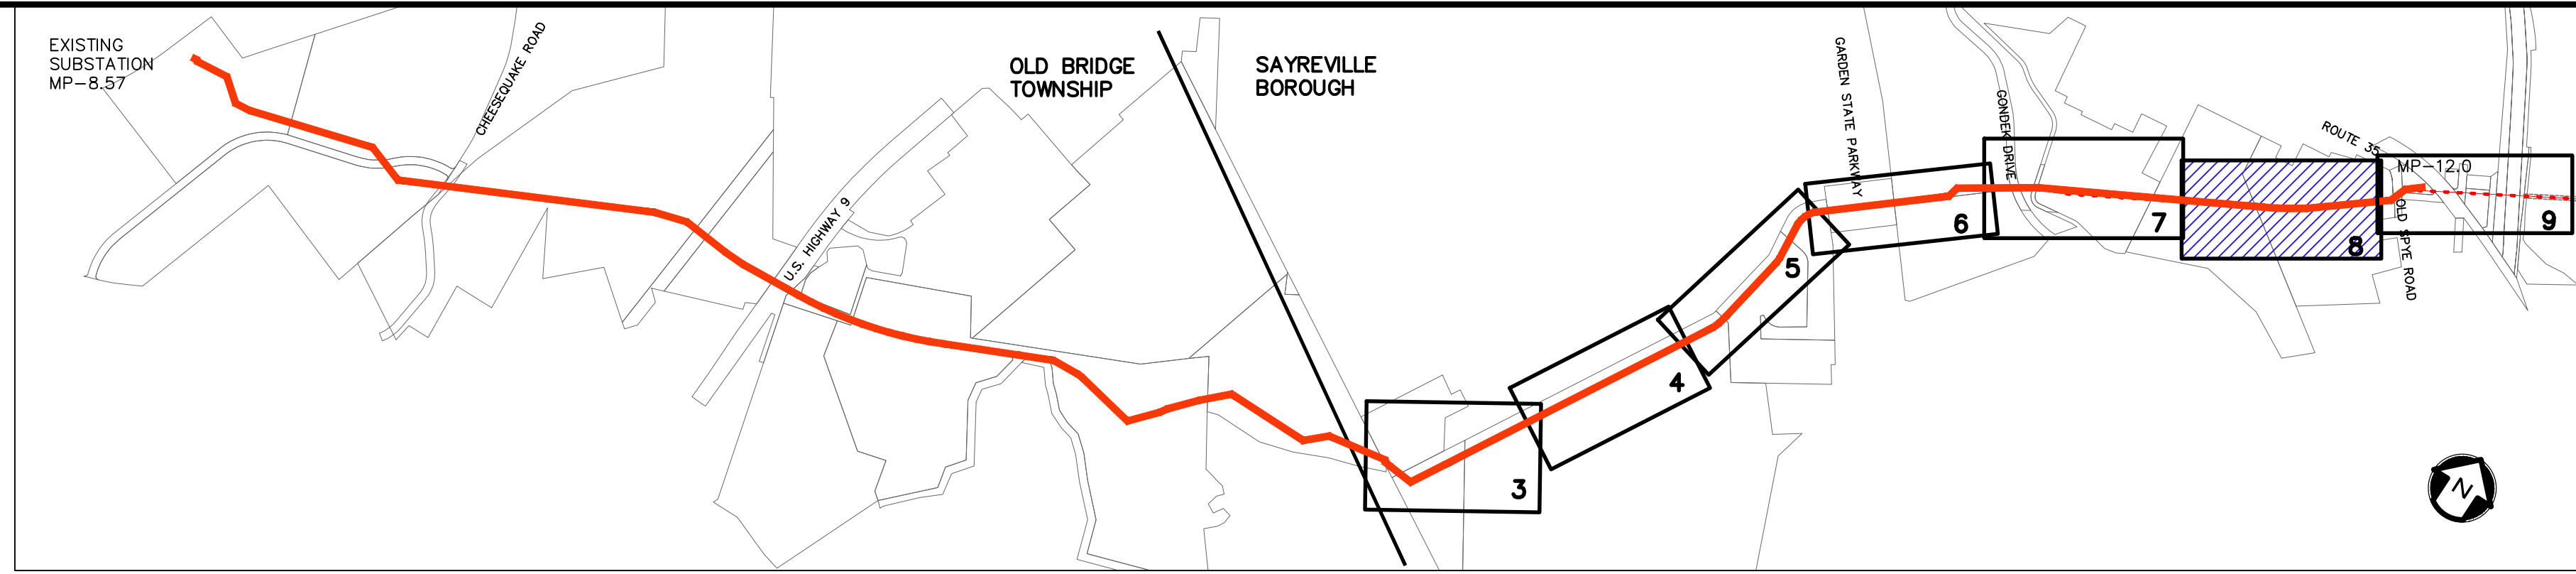 EXISTING
SUBSTATION
MP-8.57
CHEESEQUAKE ROAD
U.S. HIGHWAY 9
OLD BRIDGE
TOWNSHIP
SAYREVILLE
BOROUGH
GARDEN STATE PARKWAY
GONDEK DRIVE
ROUTE 35
MP-12.0
OLD SPYE ROAD
3
4
5
6
7
8
9
N